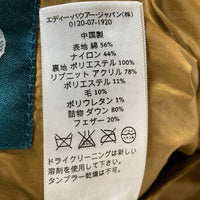 エディー・バウアー・ジャパン(株)
0120-07-1920
中国製
表地 綿 56%
ナイロン 44%
裏地 ポリエステル 100%
リブニット アクリル 78%
ポリエステル 11%
毛 10%
ポリウレタン 1%
袖詰物 ダウン 80%
ドライクリーニングは新しい
溶剤を使用して下さい。
タンブラー乾燥は不可。